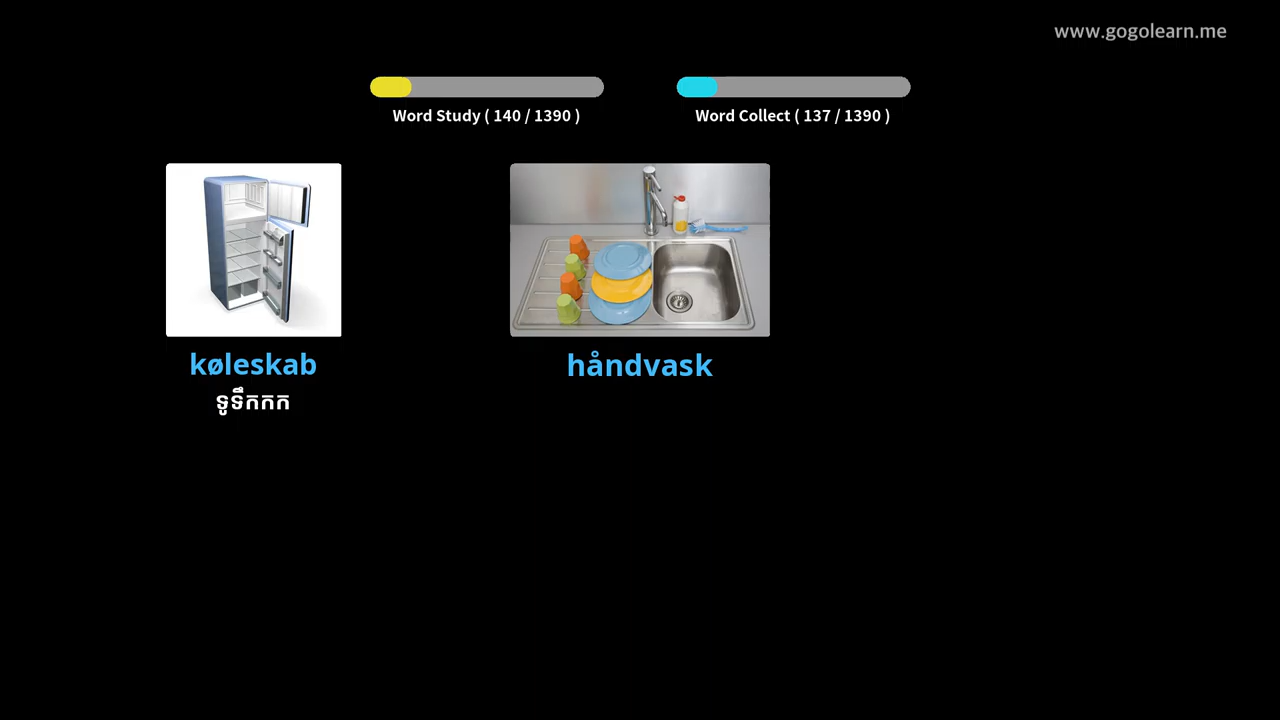 www.gogolearn.me
Word Study ( 140 / 1390 )
Word Collect ( 137 / 1390 )
køleskab
håndvask
ទូទឹកកក